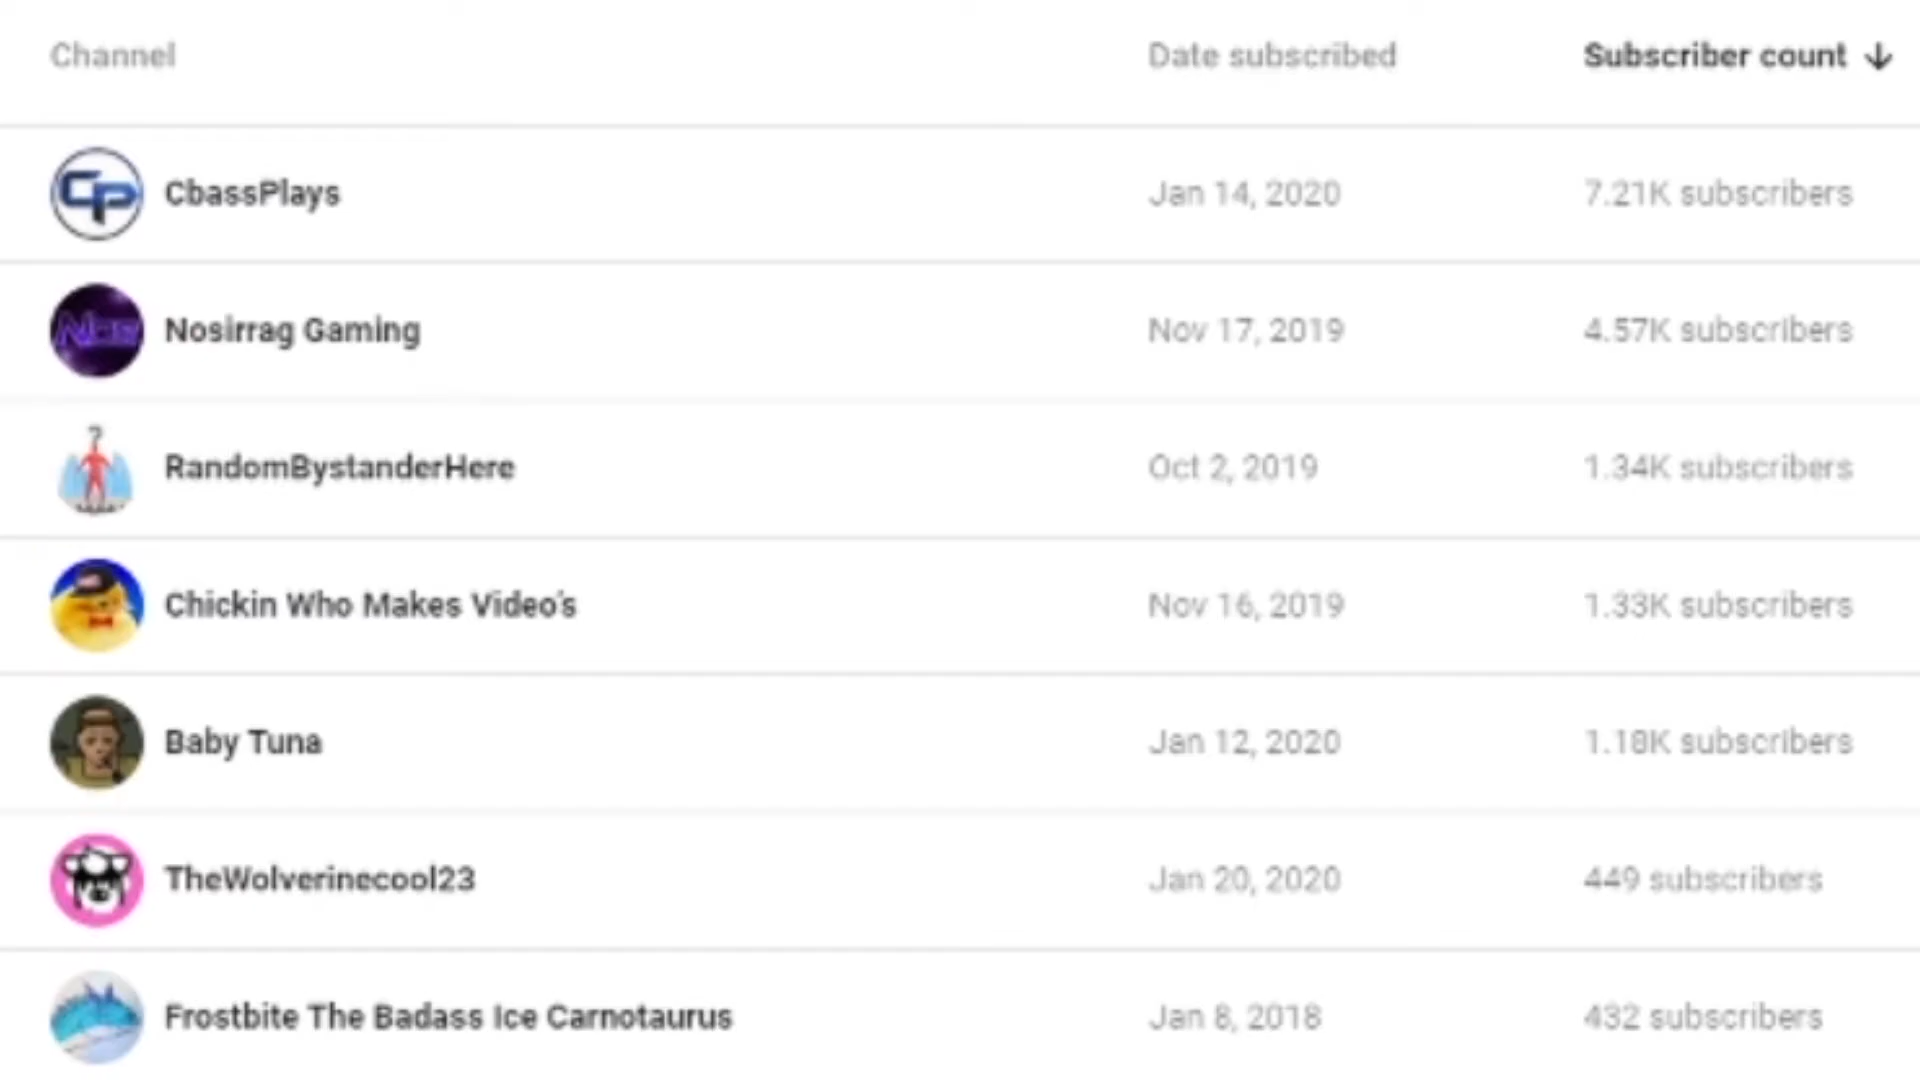 Channel Date subscribed Subscriber count ↓
CP CbassPlays Jan 14, 2020 7.21K subscribers
Nos Nosirrag Gaming Nov 17, 2019 4.57K subscribers
? RandomBystanderHere Oct 2, 2019 1.34K subscribers
Chickin Who Makes Video's Nov 16, 2019 1.33K subscribers
Baby Tuna Jan 12, 2020 1.18K subscribers
TheWolverinecool23 Jan 20, 2020 449 subscribers
Frostbite The Badass Ice Carnotaurus Jan 8, 2018 432 subscribers